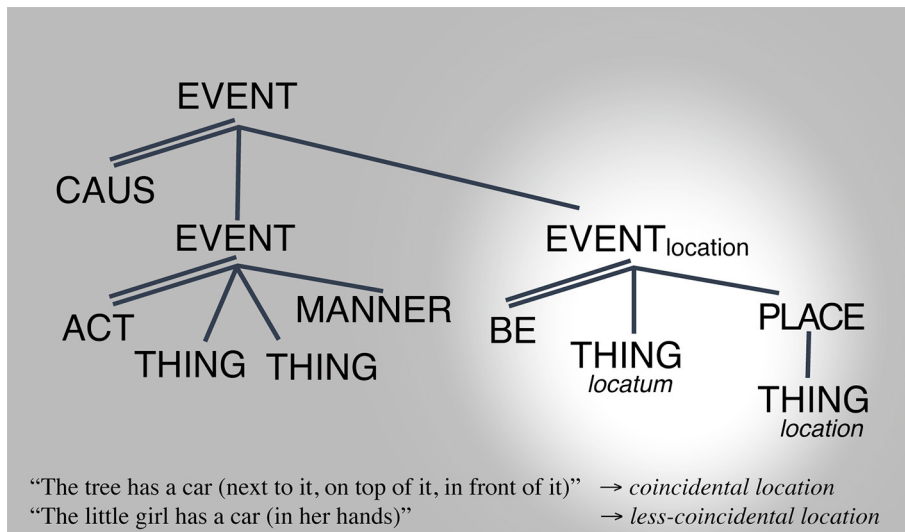 EVENT
CAUS
EVENT
EVENTlocation
ACT
MANNER
BE
PLACE
THING THING
THING
locatum
THING
location
“The tree has a car (next to it, on top of it, in front of it)” → coincidental location
“The little girl has a car (in her hands)” → less-coincidental location